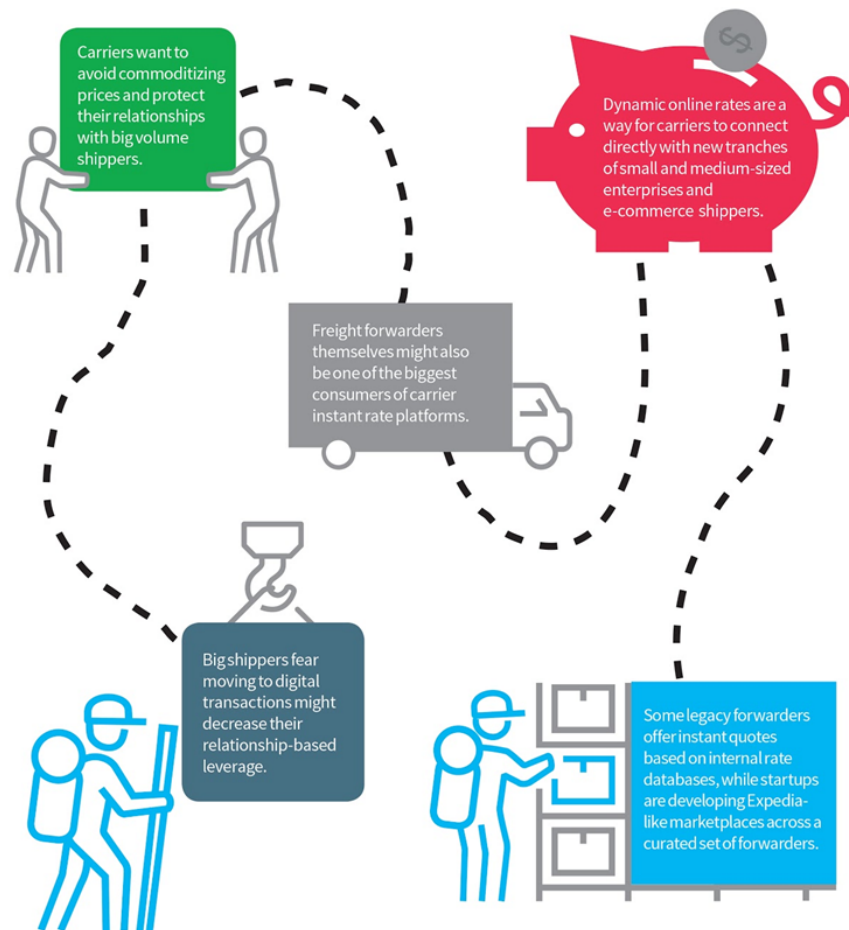 Carriers want to
avoid commoditizing
prices and protect
their relationships
with big volume
shippers.
$
Dynamic online rates are a
way for carriers to connect
directly with new tranches
of small and medium-sized
enterprises and
e-commerce shippers.
Freight forwarders
themselves might also
be one of the biggest
consumers of carrier
instant rate platforms.
Big shippers fear
moving to digital
transactions might
decrease their
relationship-based
leverage.
Some legacy forwarders
offer instant quotes
based on internal rate
databases, while startups
are developing Expedia-
like marketplaces across a
curated set of forwarders.